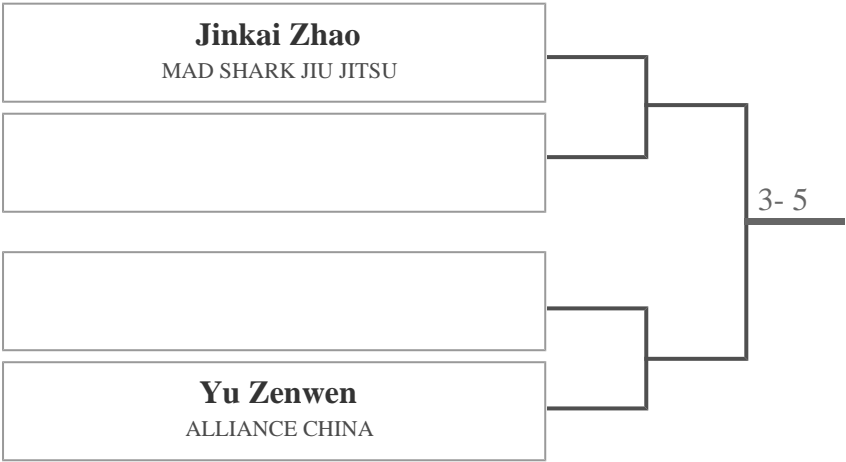 Jinkai Zhao
MAD SHARK JIU JITSU
3- 5
Yu Zenwen
ALLIANCE CHINA